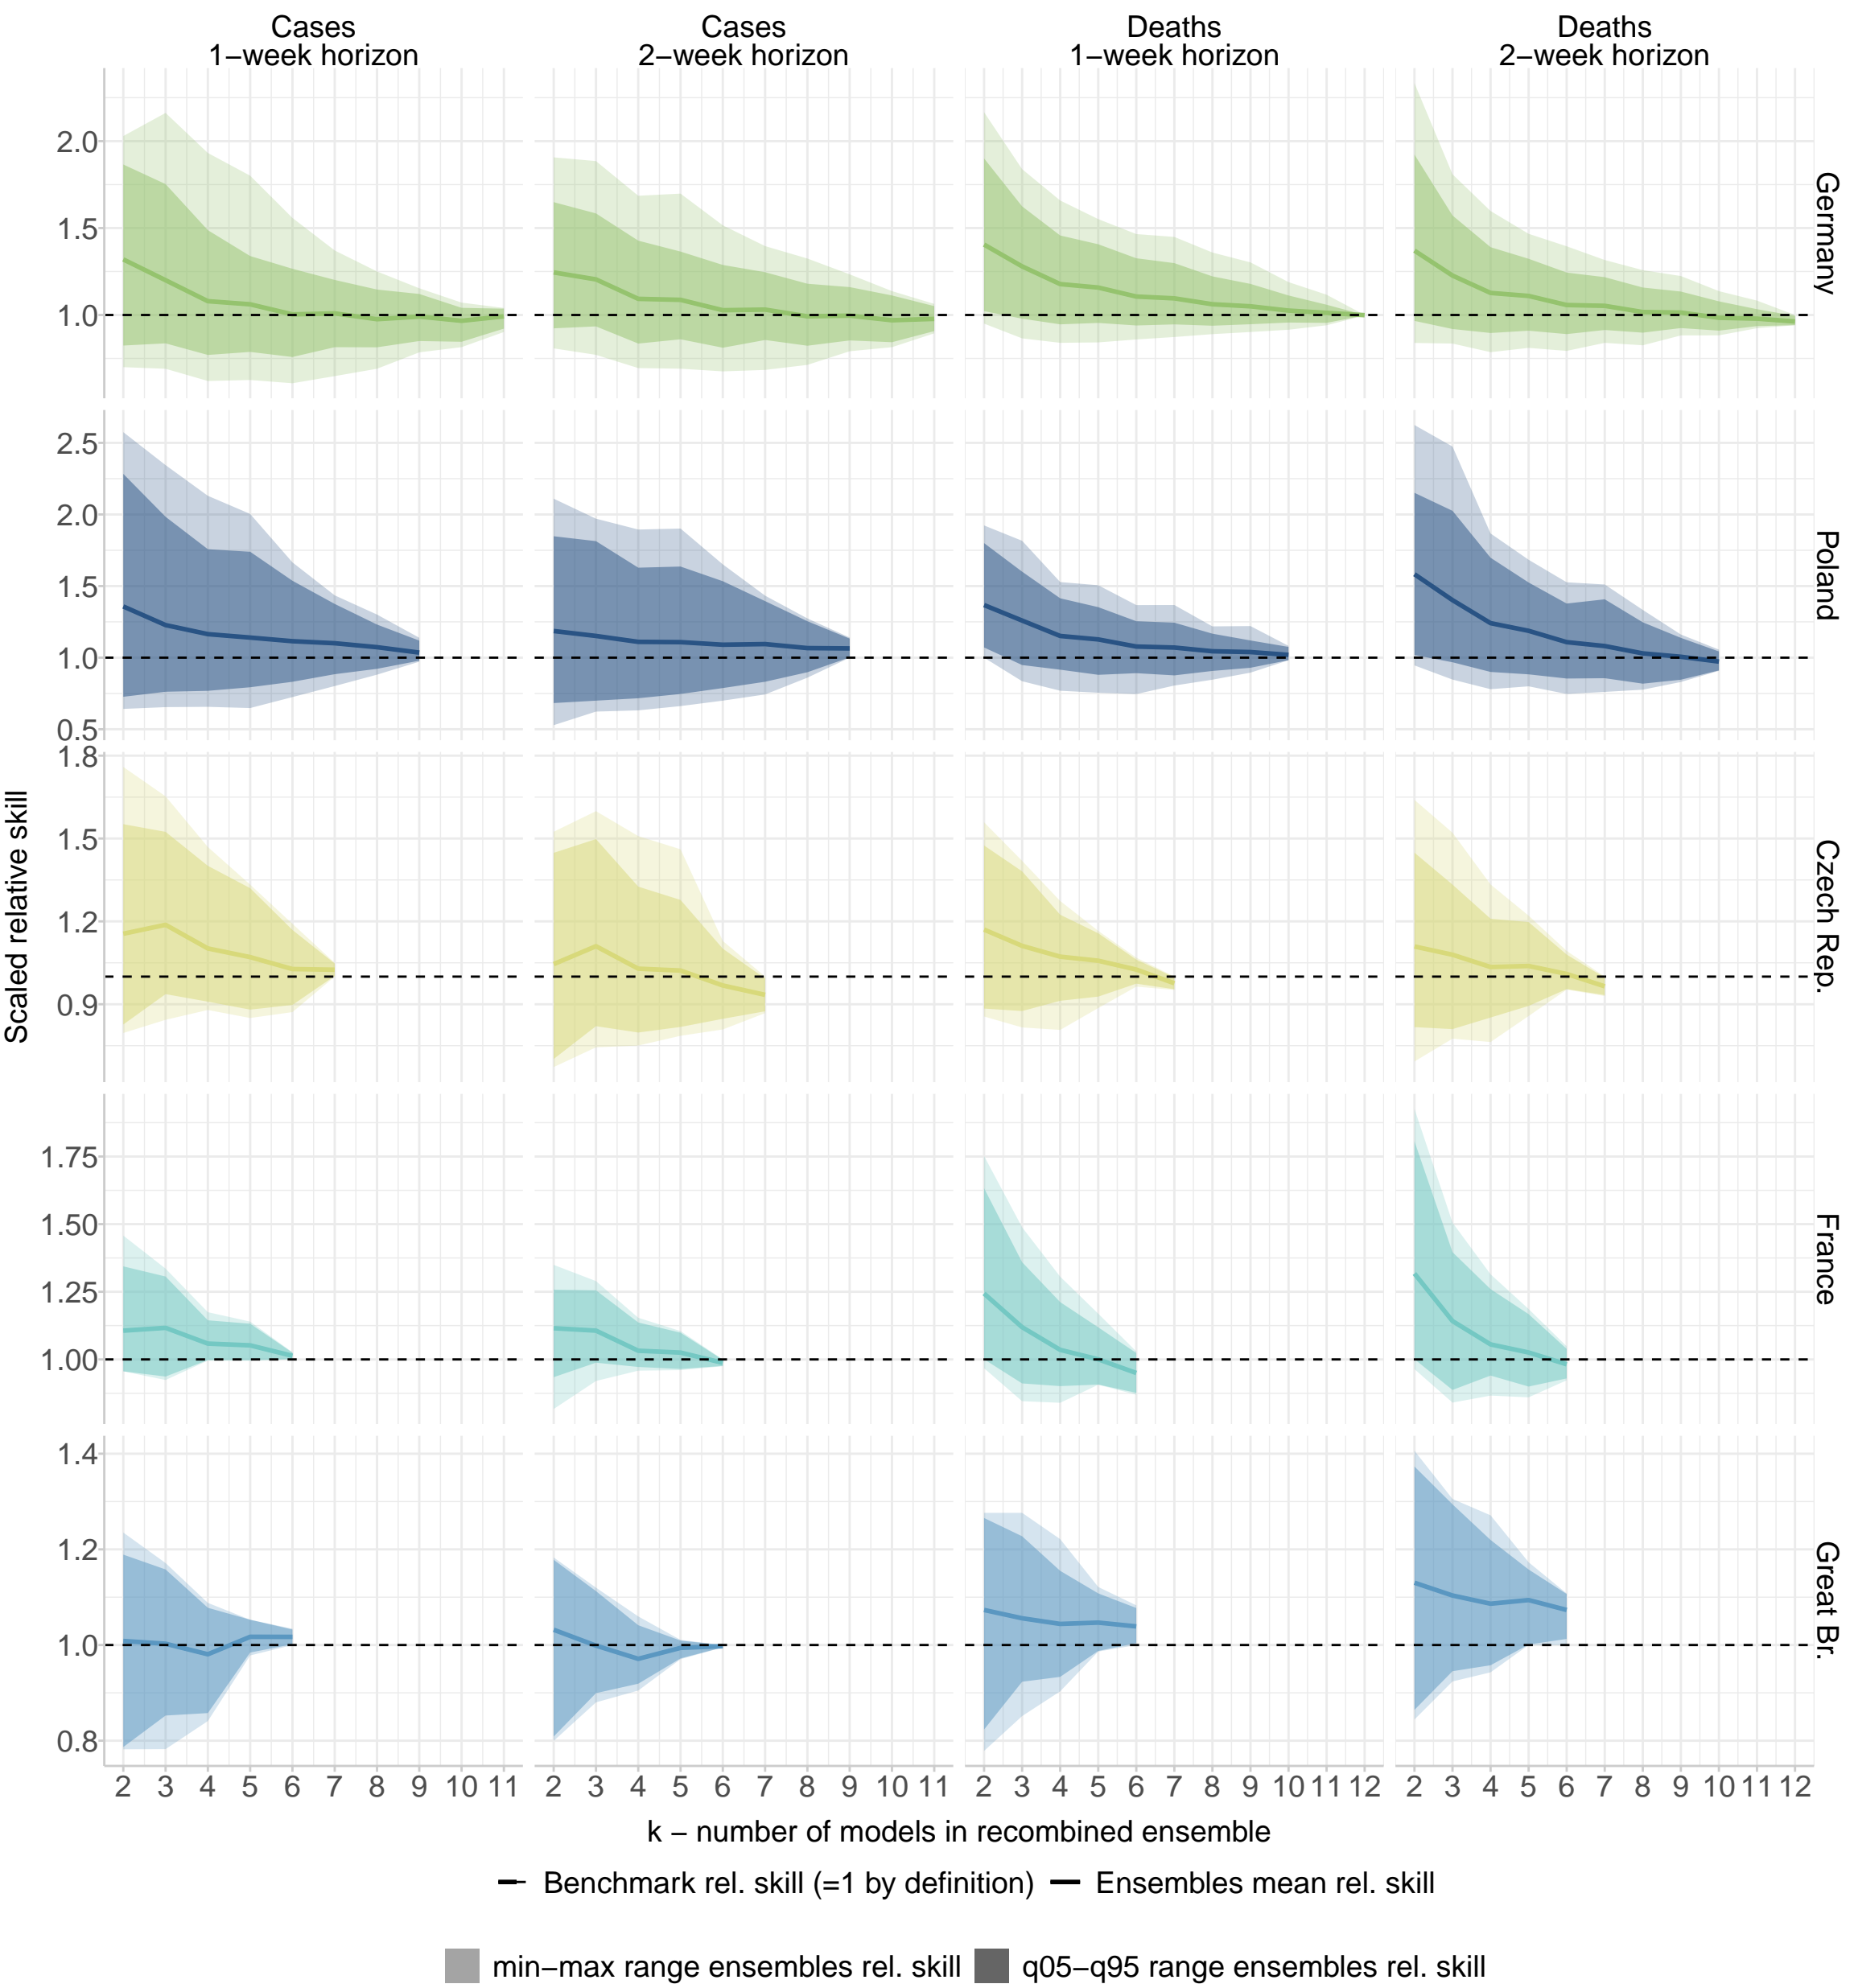 Cases
1−week horizon
Cases
2−week horizon
Deaths
1−week horizon
Deaths
2−week horizon
2.0
1.5
1.0
Germany
2.5
2.0
1.5
1.0
0.5
Poland
1.8
1.5
1.2
0.9
Czech Rep.
Scaled relative skill
1.75
1.50
1.25
1.00
France
1.4
1.2
1.0
0.8
Great Br.
2 3 4 5 6 7 8 9 10 11
2 3 4 5 6 7 8 9 10 11
2 3 4 5 6 7 8 9 10 11 12
2 3 4 5 6 7 8 9 10 11 12
k − number of models in recombined ensemble
Benchmark rel. skill (=1 by definition) Ensembles mean rel. skill
min−max range ensembles rel. skill q05−q95 range ensembles rel. skill